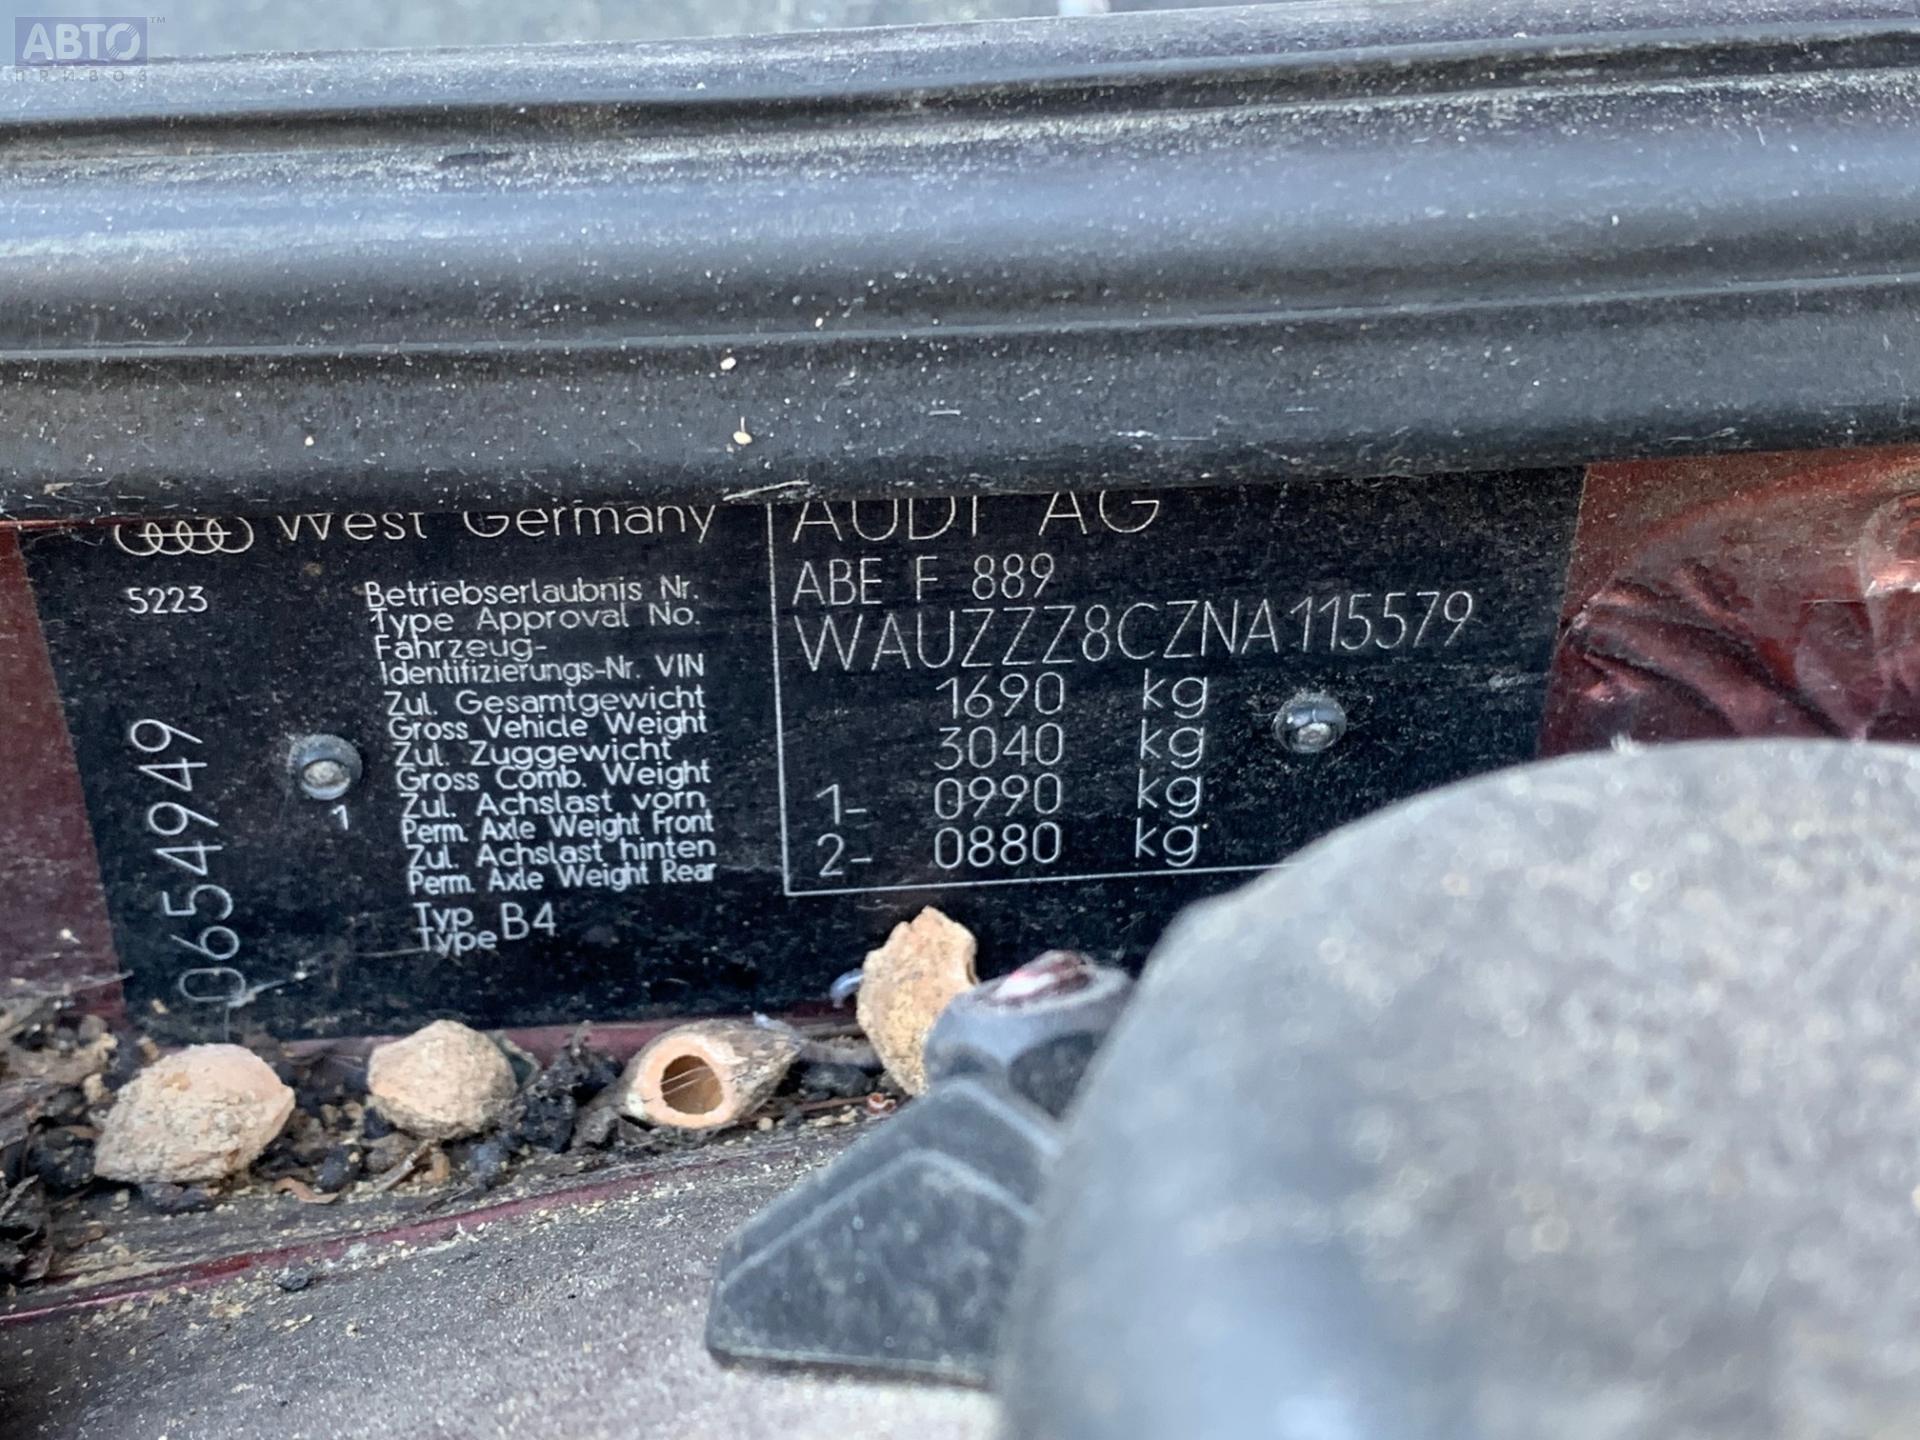 АВТО™
ПРИВОЗ
West Germany
AUDI AG
5223
Betriebserlaubnis Nr.
Type Approval No.
ABE F 889
Fahrzeug-
Identifizierungs-Nr. VIN
WAUZZZ8CZNA115579
Zul. Gesamtgewicht
Gross Vehicle Weight
1690 kg
Zul. Zuggewicht
Gross Comb. Weight
3040 kg
1
Zul. Achslast vorn
Perm. Axle Weight Front
1- 0990 kg
Zul. Achslast hinten
Perm. Axle Weight Rear
2- 0880 kg
Typ
Type B4
0654949